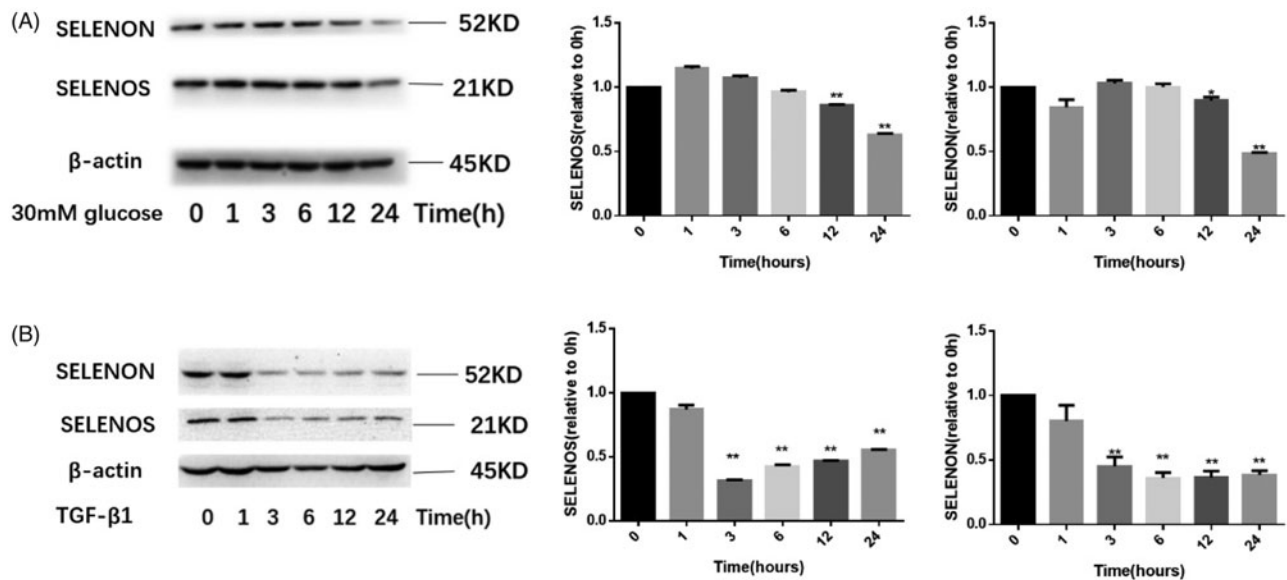 (A)
SELENON
52KD
SELENOS
21KD
β-actin
45KD
30mM glucose 0 1 3 6 12 24 Time(h)
SELENOS(relative to 0h)
1.5
1.0
0.5
0.0
** **
0 1 3 6 12 24
Time(hours)
SELENON(relative to 0h)
1.5
1.0
0.5
0.0
* **
0 1 3 6 12 24
Time(hours)
(B)
SELENON
52KD
SELENOS
21KD
β-actin
45KD
TGF-β1 0 1 3 6 12 24 Time(h)
SELENOS(relative to 0h)
1.5
1.0
0.5
0.0
** ** ** **
0 1 3 6 12 24
Time(hours)
SELENON(relative to 0h)
1.5
1.0
0.5
0.0
** ** ** **
0 1 3 6 12 24
Time(hours)